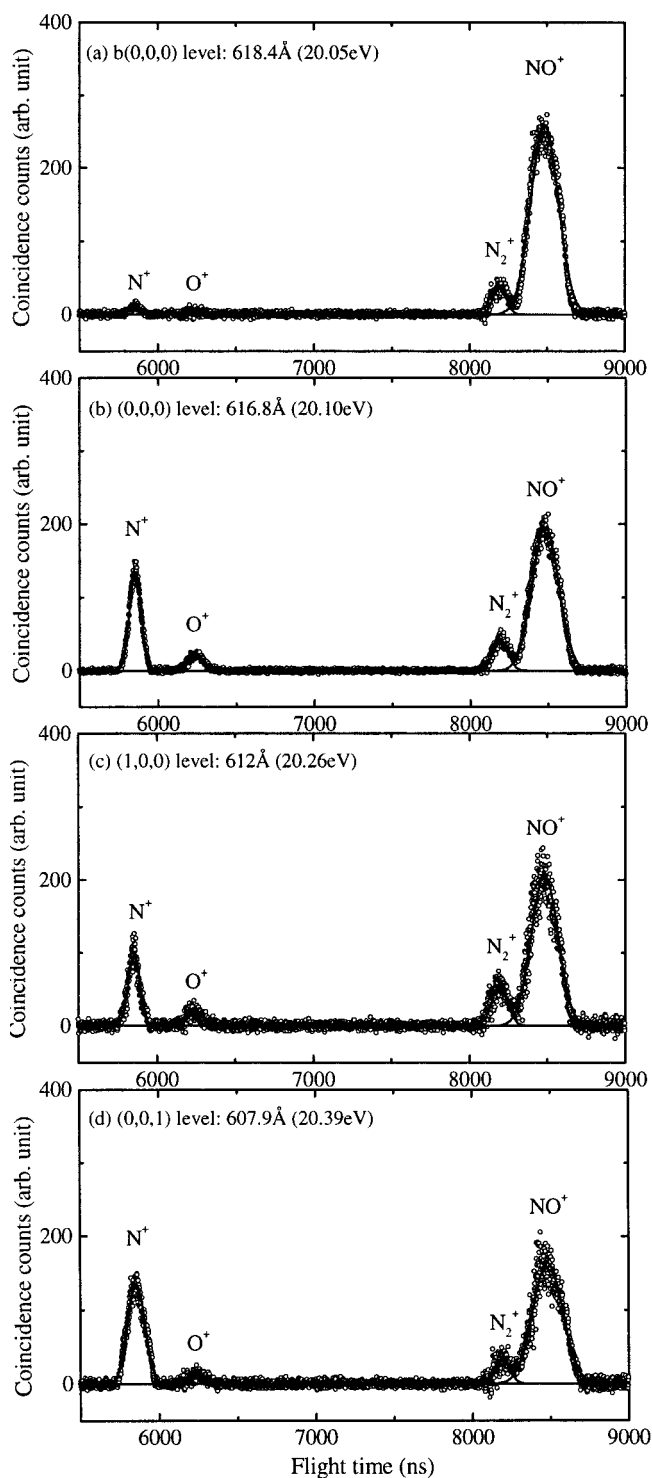 400
(a) b(0,0,0) level: 618.4Å (20.05eV)
NO+
200
N2+
N+
O+
0
6000 7000 8000 9000
Coincidence counts (arb. unit)
400
(b) (0,0,0) level: 616.8Å (20.10eV)
NO+
200
N+
N2+
O+
0
6000 7000 8000 9000
Coincidence counts (arb. unit)
400
(c) (1,0,0) level: 612Å (20.26eV)
NO+
200
N+
N2+
O+
0
6000 7000 8000 9000
Coincidence counts (arb. unit)
400
(d) (0,0,1) level: 607.9Å (20.39eV)
NO+
200
N+
N2+
O+
0
6000 7000 8000 9000
Coincidence counts (arb. unit)
Flight time (ns)